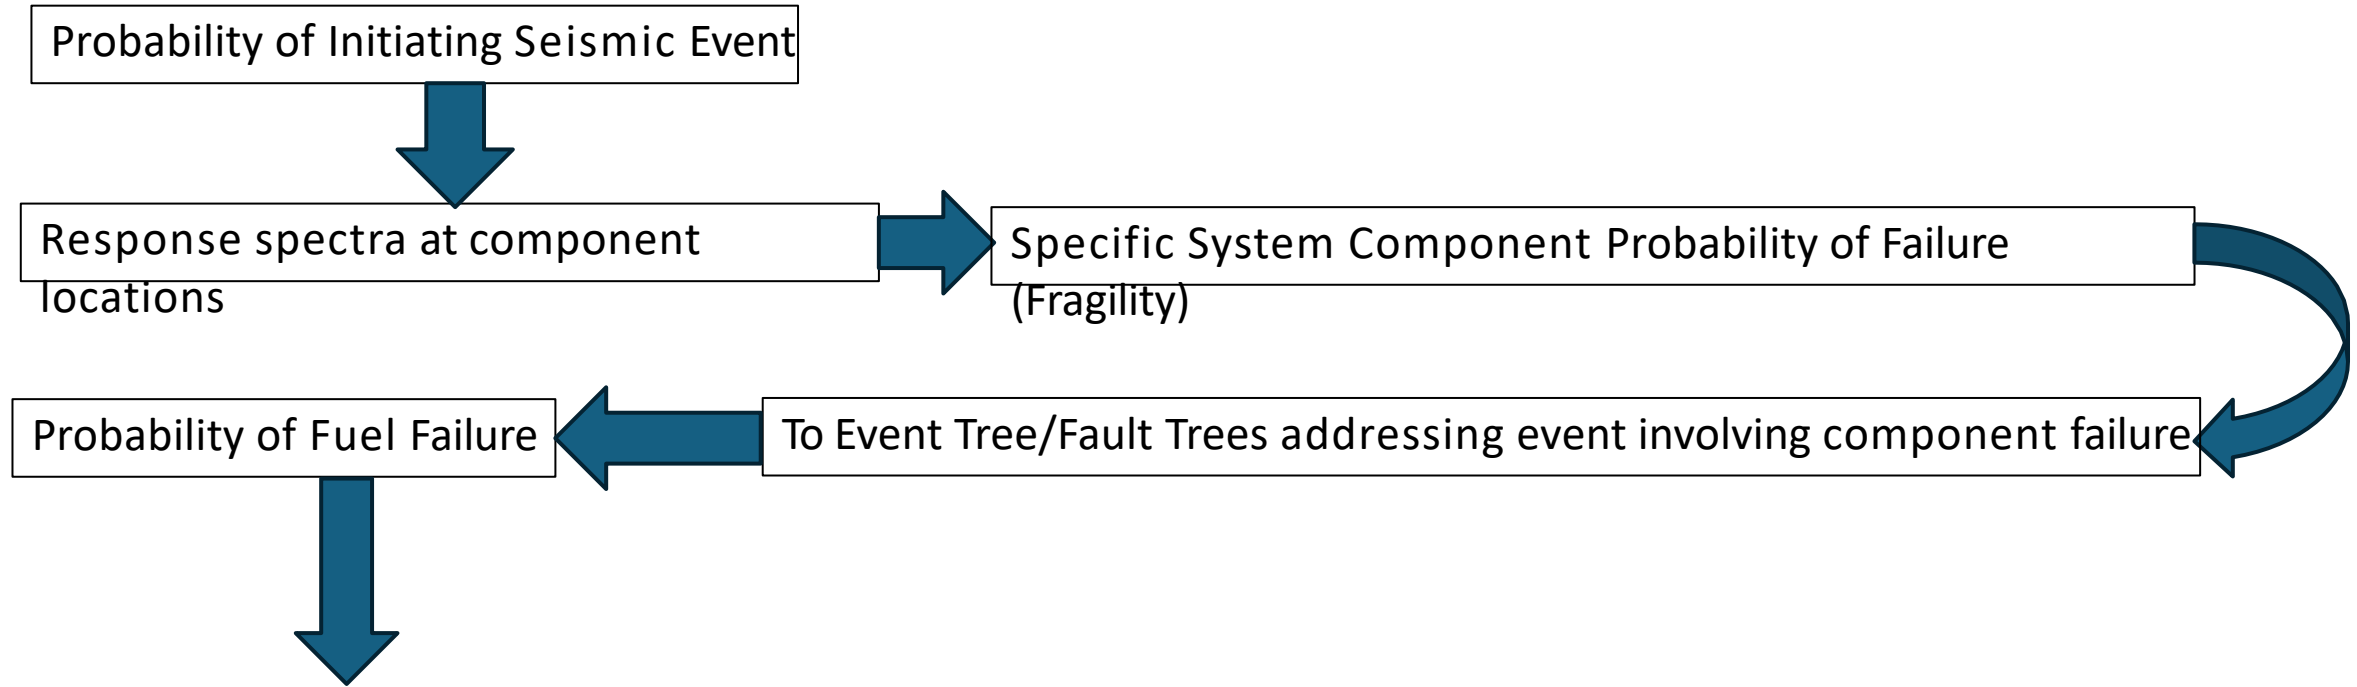 Probability of Initiating Seismic Event
Response spectra at component
locations
Specific System Component Probability of Failure
(Fragility)
Probability of Fuel Failure
To Event Tree/Fault Trees addressing event involving component failure